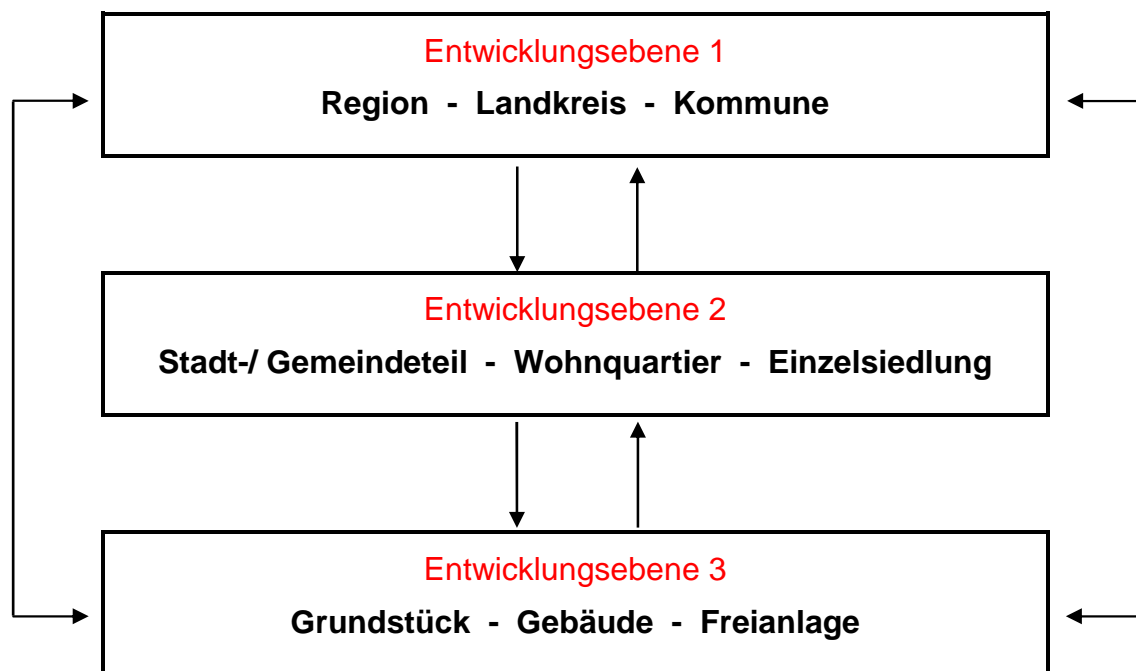 Entwicklungsebene 1
Region - Landkreis - Kommune
Entwicklungsebene 2
Stadt-/ Gemeindeteil - Wohnquartier - Einzelsiedlung
Entwicklungsebene 3
Grundstück - Gebäude - Freianlage